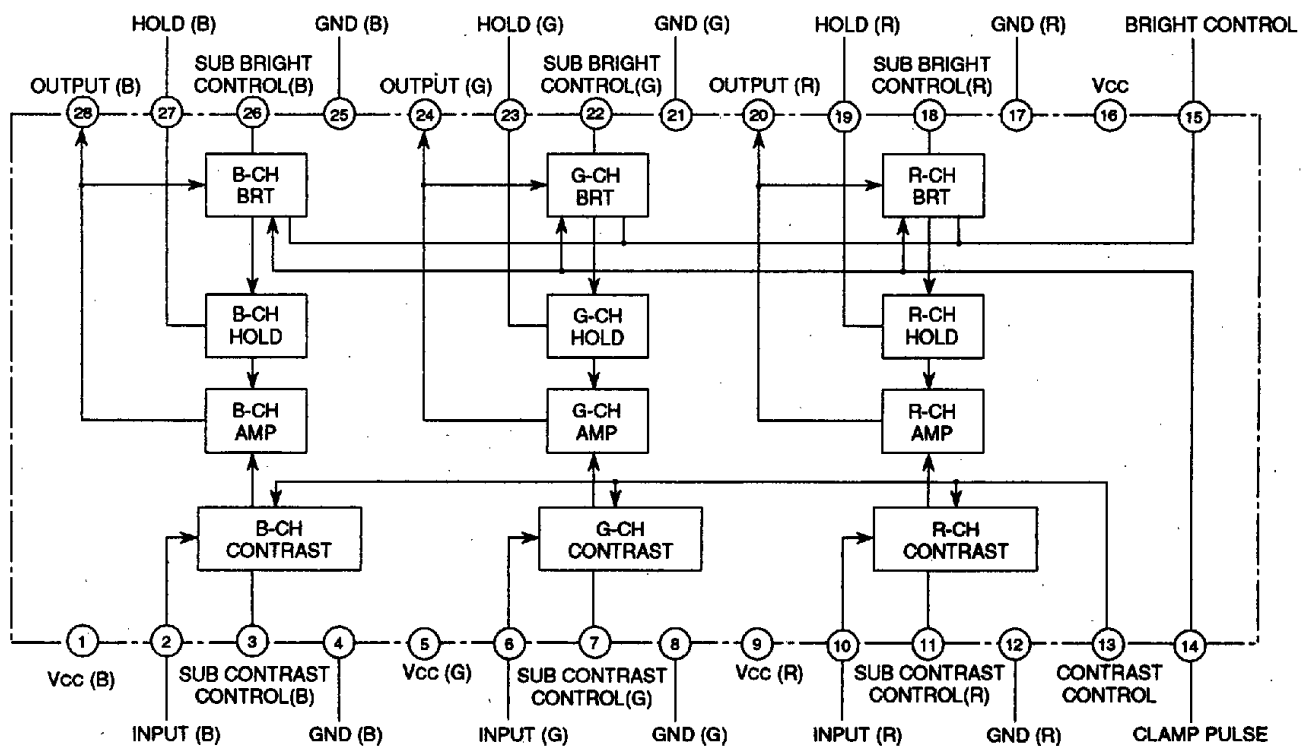 HOLD (B)
GND (B)
HOLD (G)
GND (G)
HOLD (R)
GND (R)
BRIGHT CONTROL
OUTPUT (B)
SUB BRIGHT
CONTROL(B)
OUTPUT (G)
SUB BRIGHT
CONTROL(G)
OUTPUT (R)
SUB BRIGHT
CONTROL(R)
Vcc
28
27
26
25
24
23
22
21
20
19
18
17
16
15
B-CH
BRT
G-CH
BRT
R-CH
BRT
B-CH
HOLD
G-CH
HOLD
R-CH
HOLD
B-CH
AMP
G-CH
AMP
R-CH
AMP
B-CH
CONTRAST
G-CH
CONTRAST
R-CH
CONTRAST
1
2
3
4
5
6
7
8
9
10
11
12
13
14
Vcc (B)
SUB CONTRAST
CONTROL(B)
Vcc (G)
SUB CONTRAST
CONTROL(G)
Vcc (R)
SUB CONTRAST
CONTROL(R)
CONTRAST
CONTROL
INPUT (B)
GND (B)
INPUT (G)
GND (G)
INPUT (R)
GND (R)
CLAMP PULSE